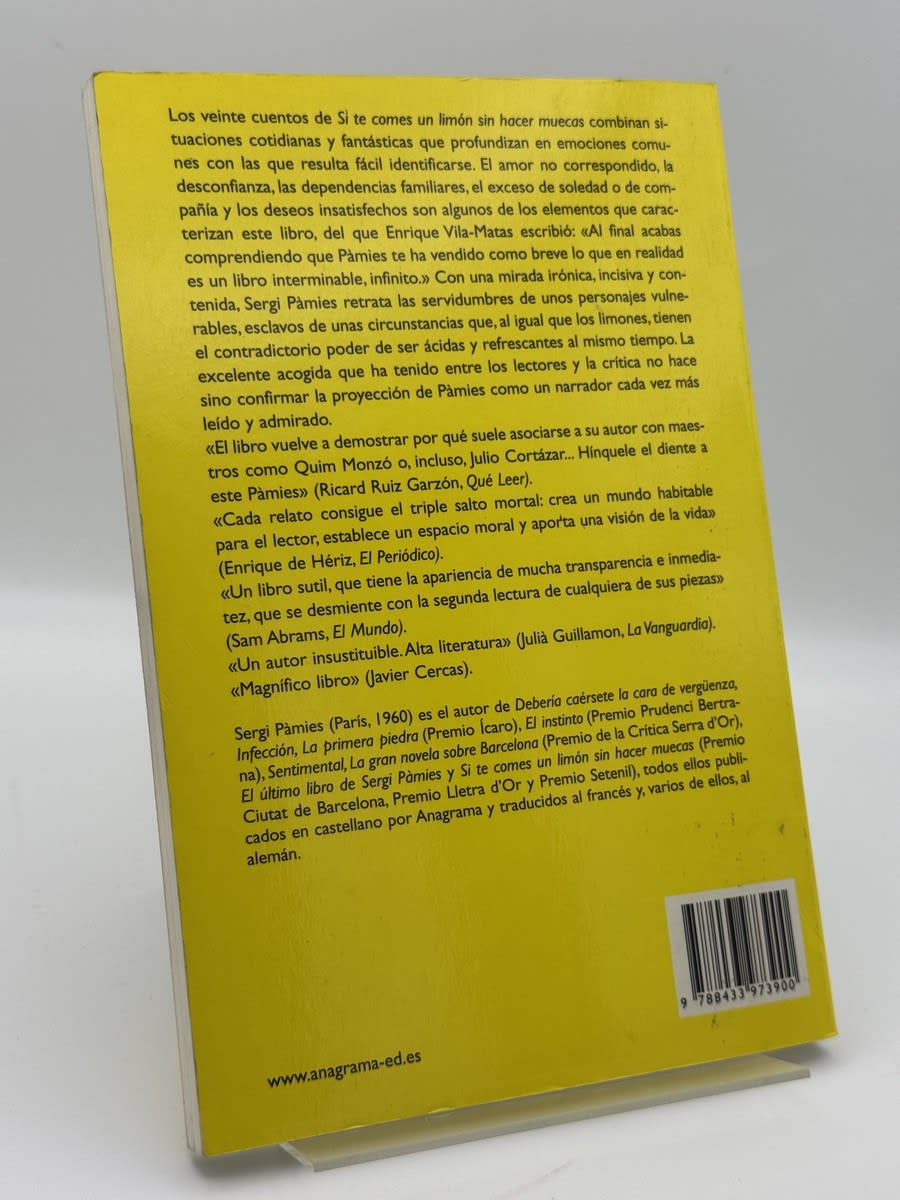 Los veinte cuentos de Si te comes un limón sin hacer muecas combinan si-
tuaciones cotidianas y fantásticas que profundizan en emociones comu-
nes con las que resulta fácil identificarse. El amor no correspondido, la
desconfianza, las dependencias familiares, el exceso de soledad o de com-
pañía y los deseos insatisfechos son algunos de los elementos que carac-
terizan este libro, del que Enrique Vila-Matas escribió: «Al final acabas
comprendiendo que Pàmies te ha vendido como breve lo que en realidad
es un libro interminable, infinito.» Con una mirada irónica, incisiva y con-
tenida, Sergi Pàmies retrata las servidumbres de unos personajes vulne-
rables, esclavos de unas circunstancias que, al igual que los limones, tienen
el contradictorio poder de ser ácidas y refrescantes al mismo tiempo. La
excelente acogida que ha tenido entre los lectores y la crítica no hace
sino confirmar la proyección de Pàmies como un narrador cada vez más
leído y admirado.
«El libro vuelve a demostrar por qué suele asociarse a su autor con maes-
tros como Quim Monzó o, incluso, Julio Cortázar... Hínquele el diente a
este Pàmies» (Ricard Ruiz Garzón, Qué Leer).
«Cada relato consigue el triple salto mortal: crea un mundo habitable
para el lector, establece un espacio moral y aporta una visión de la vida»
(Enrique de Hériz, El Periódico).
«Un libro sutil, que tiene la apariencia de mucha transparencia e inmedia-
tez, que se desmiente con la segunda lectura de cualquiera de sus piezas»
(Sam Abrams, El Mundo).
«Un autor insustituible. Alta literatura» (Julià Guillamon, La Vanguardia).
«Magnífico libro» (Javier Cercas).
Sergi Pàmies (París, 1960) es el autor de Debería caérsete la cara de vergüenza,
Infección, La primera piedra (Premio Ícaro), El instinto (Premio Prudenci Bertra-
na), Sentimental, La gran novela sobre Barcelona (Premio de la Crítica Serra d'Or),
El último libro de Sergi Pàmies y Si te comes un limón sin hacer muecas (Premio
Ciutat de Barcelona, Premio Lletra d'Or y Premio Setenil), todos ellos publi-
cados en castellano por Anagrama y traducidos al francés y, varios de ellos, al
alemán.
9 788433 973900
www.anagrama-ed.es